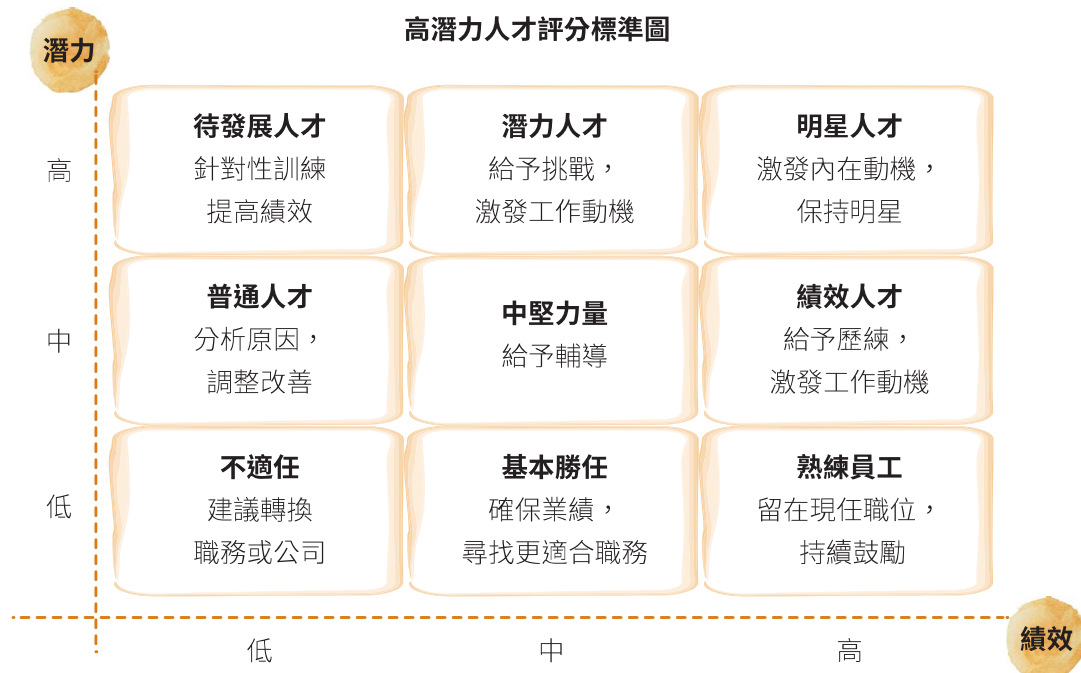 高潛力人才評分標準圖
潛力
高
待發展人才
針對性訓練
提高績效
潛力人才
給予挑戰，
激發工作動機
明星人才
激發內在動機，
保持明星
中
普通人才
分析原因，
調整改善
中堅力量
給予輔導
績效人才
給予歷練，
激發工作動機
低
不適任
建議轉換
職務或公司
基本勝任
確保業績，
尋找更適合職務
熟練員工
留在現任職位，
持續鼓勵
低
中
高
績效